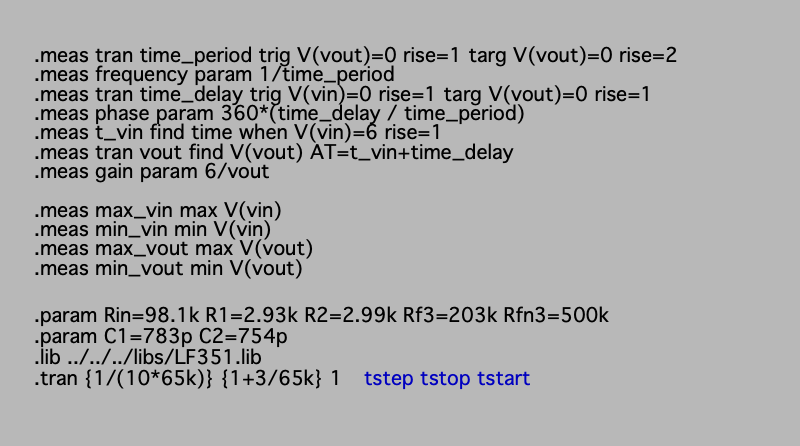 .meas tran time_period trig V(vout)=0 rise=1 targ V(vout)=0 rise=2
.meas frequency param 1/time_period
.meas tran time_delay trig V(vin)=0 rise=1 targ V(vout)=0 rise=1
.meas phase param 360*(time_delay / time_period)
.meas t_vin find time when V(vin)=6 rise=1
.meas tran vout find V(vout) AT=t_vin+time_delay
.meas gain param 6/vout
.meas max_vin max V(vin)
.meas min_vin min V(vin)
.meas max_vout max V(vout)
.meas min_vout min V(vout)
.param Rin=98.1k R1=2.93k R2=2.99k Rf3=203k Rfn3=500k
.param C1=783p C2=754p
.lib ../../../libs/LF351.lib
.tran {1/(10*65k)} {1+3/65k} 1 tstep tstop tstart